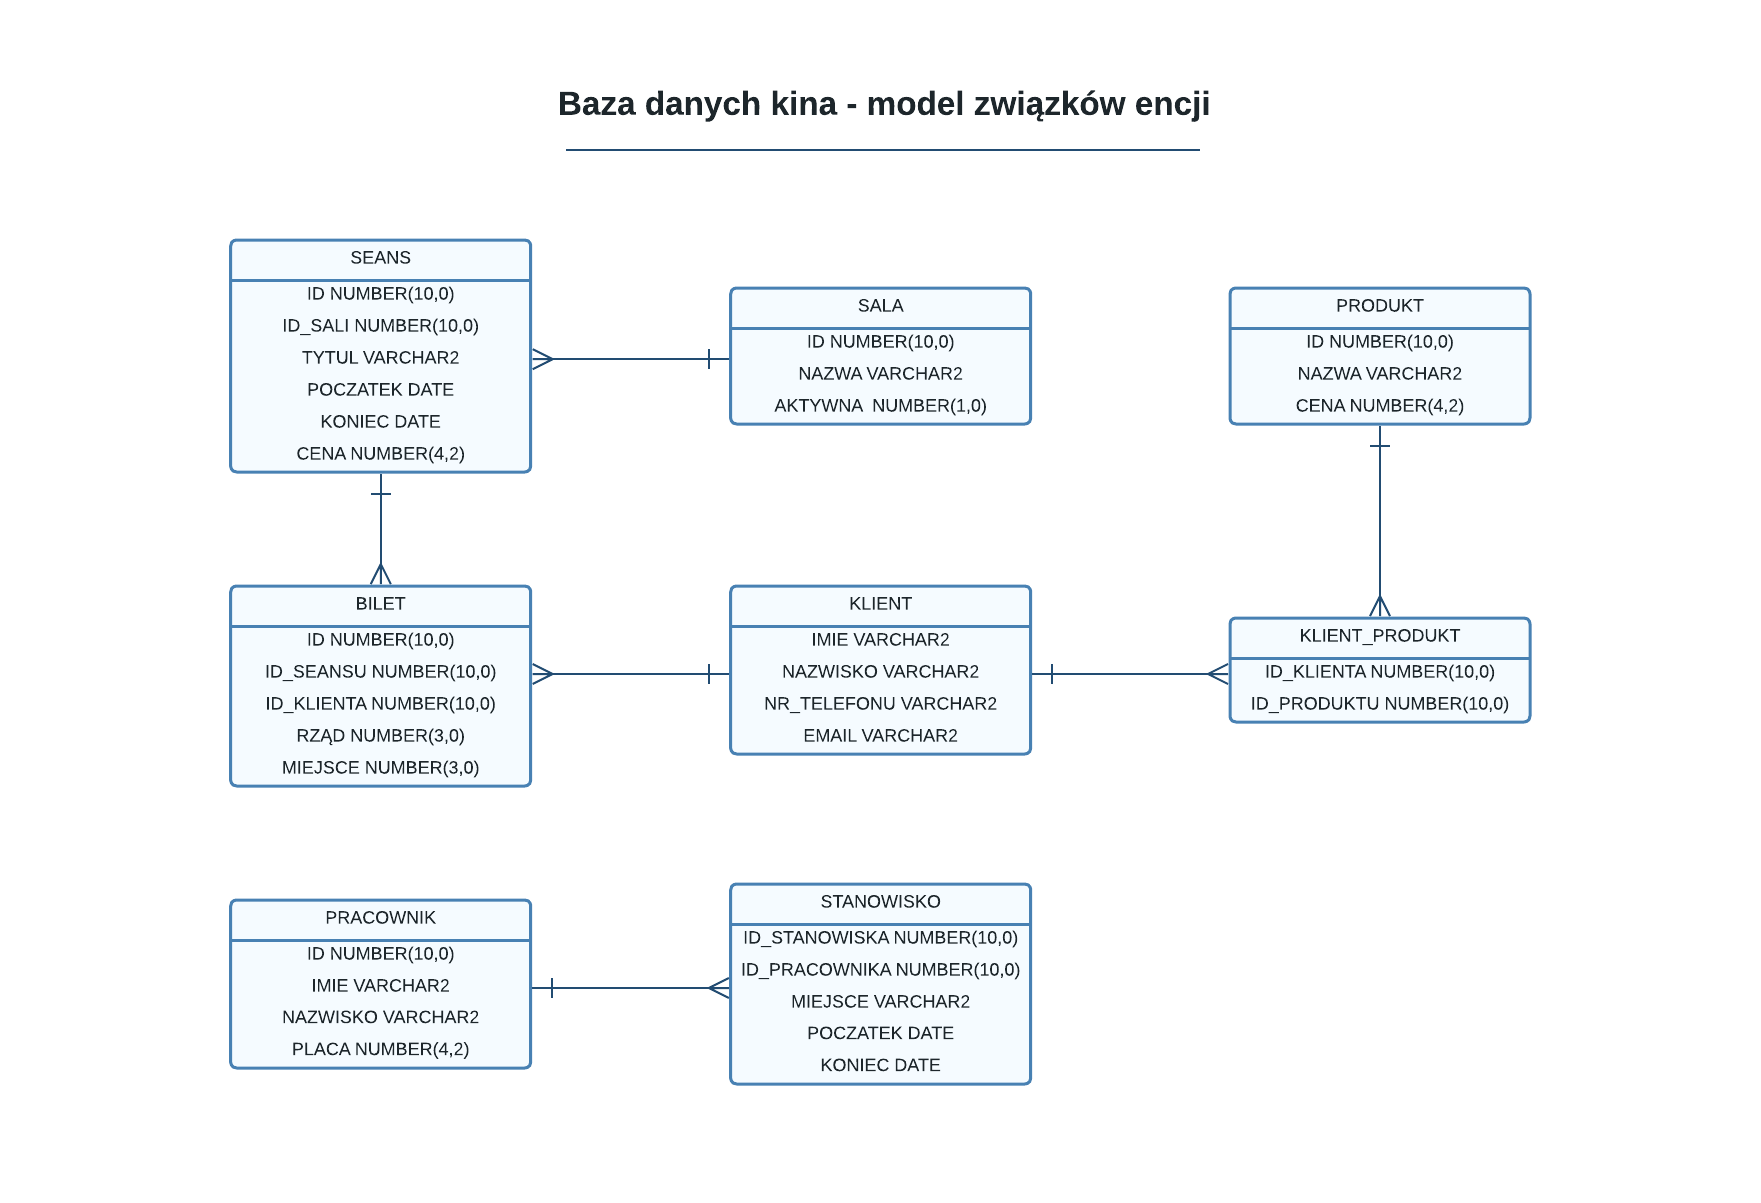 Baza danych kina - model związków encji
SEANS
ID NUMBER(10,0)
ID_SALI NUMBER(10,0)
TYTUL VARCHAR2
POCZATEK DATE
KONIEC DATE
CENA NUMBER(4,2)
SALA
ID NUMBER(10,0)
NAZWA VARCHAR2
AKTYWNA  NUMBER(1,0)
PRODUKT
ID NUMBER(10,0)
NAZWA VARCHAR2
CENA NUMBER(4,2)
BILET
ID NUMBER(10,0)
ID_SEANSU NUMBER(10,0)
ID_KLIENTA NUMBER(10,0)
RZĄD NUMBER(3,0)
MIEJSCE NUMBER(3,0)
KLIENT
IMIE VARCHAR2
NAZWISKO VARCHAR2
NR_TELEFONU VARCHAR2
EMAIL VARCHAR2
KLIENT_PRODUKT
ID_KLIENTA NUMBER(10,0)
ID_PRODUKTU NUMBER(10,0)
PRACOWNIK
ID NUMBER(10,0)
IMIE VARCHAR2
NAZWISKO VARCHAR2
PLACA NUMBER(4,2)
STANOWISKO
ID_STANOWISKA NUMBER(10,0)
ID_PRACOWNIKA NUMBER(10,0)
MIEJSCE VARCHAR2
POCZATEK DATE
KONIEC DATE